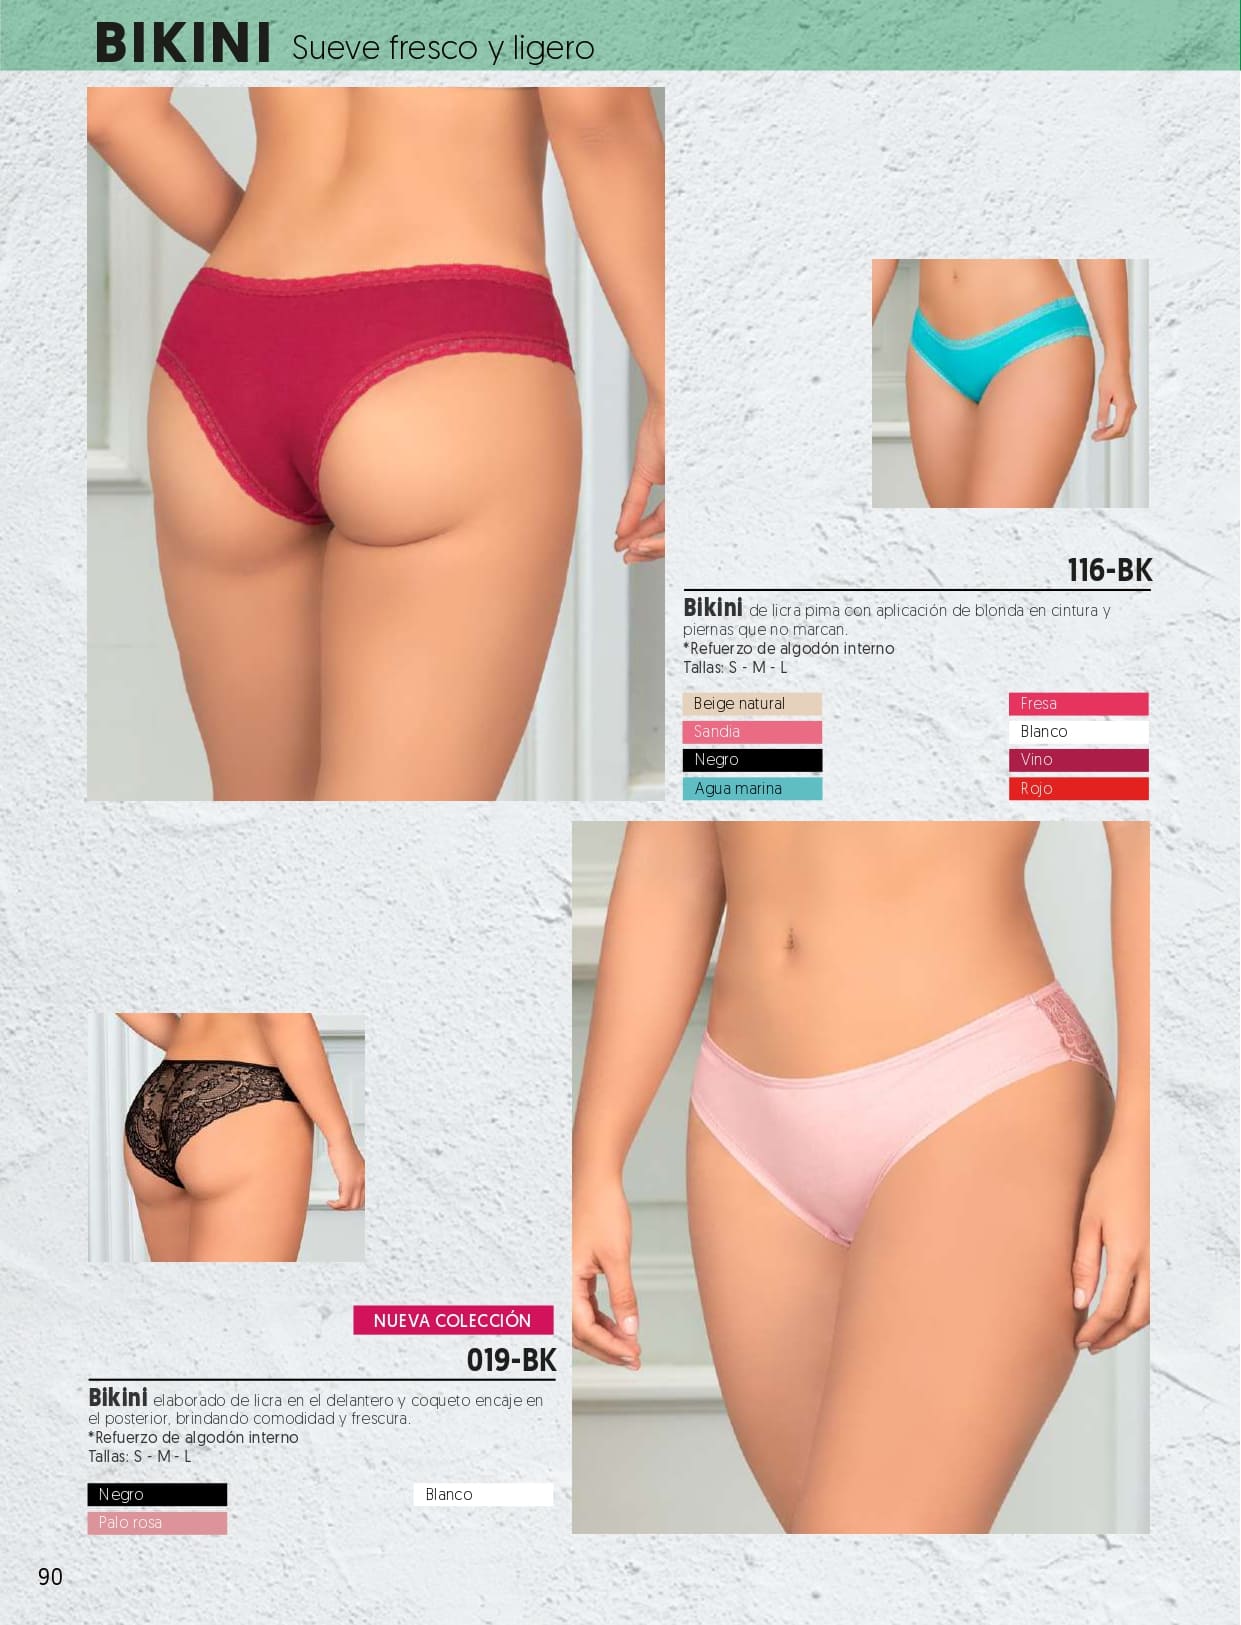 BIKINI Sueve fresco y ligero
116-BK
Bikini de licra pima con aplicación de blonda en cintura y
piernas que no marcan.
*Refuerzo de algodón interno
Tallas: S - M - L
Beige natural
Sandia
Negro
Agua marina
Fresa
Blanco
Vino
Rojo
NUEVA COLECCIÓN
019-BK
Bikini elaborado de licra en el delantero y coqueto encaje en
el posterior, brindando comodidad y frescura.
*Refuerzo de algodón interno
Tallas: S - M - L
Negro
Palo rosa
Blanco
90